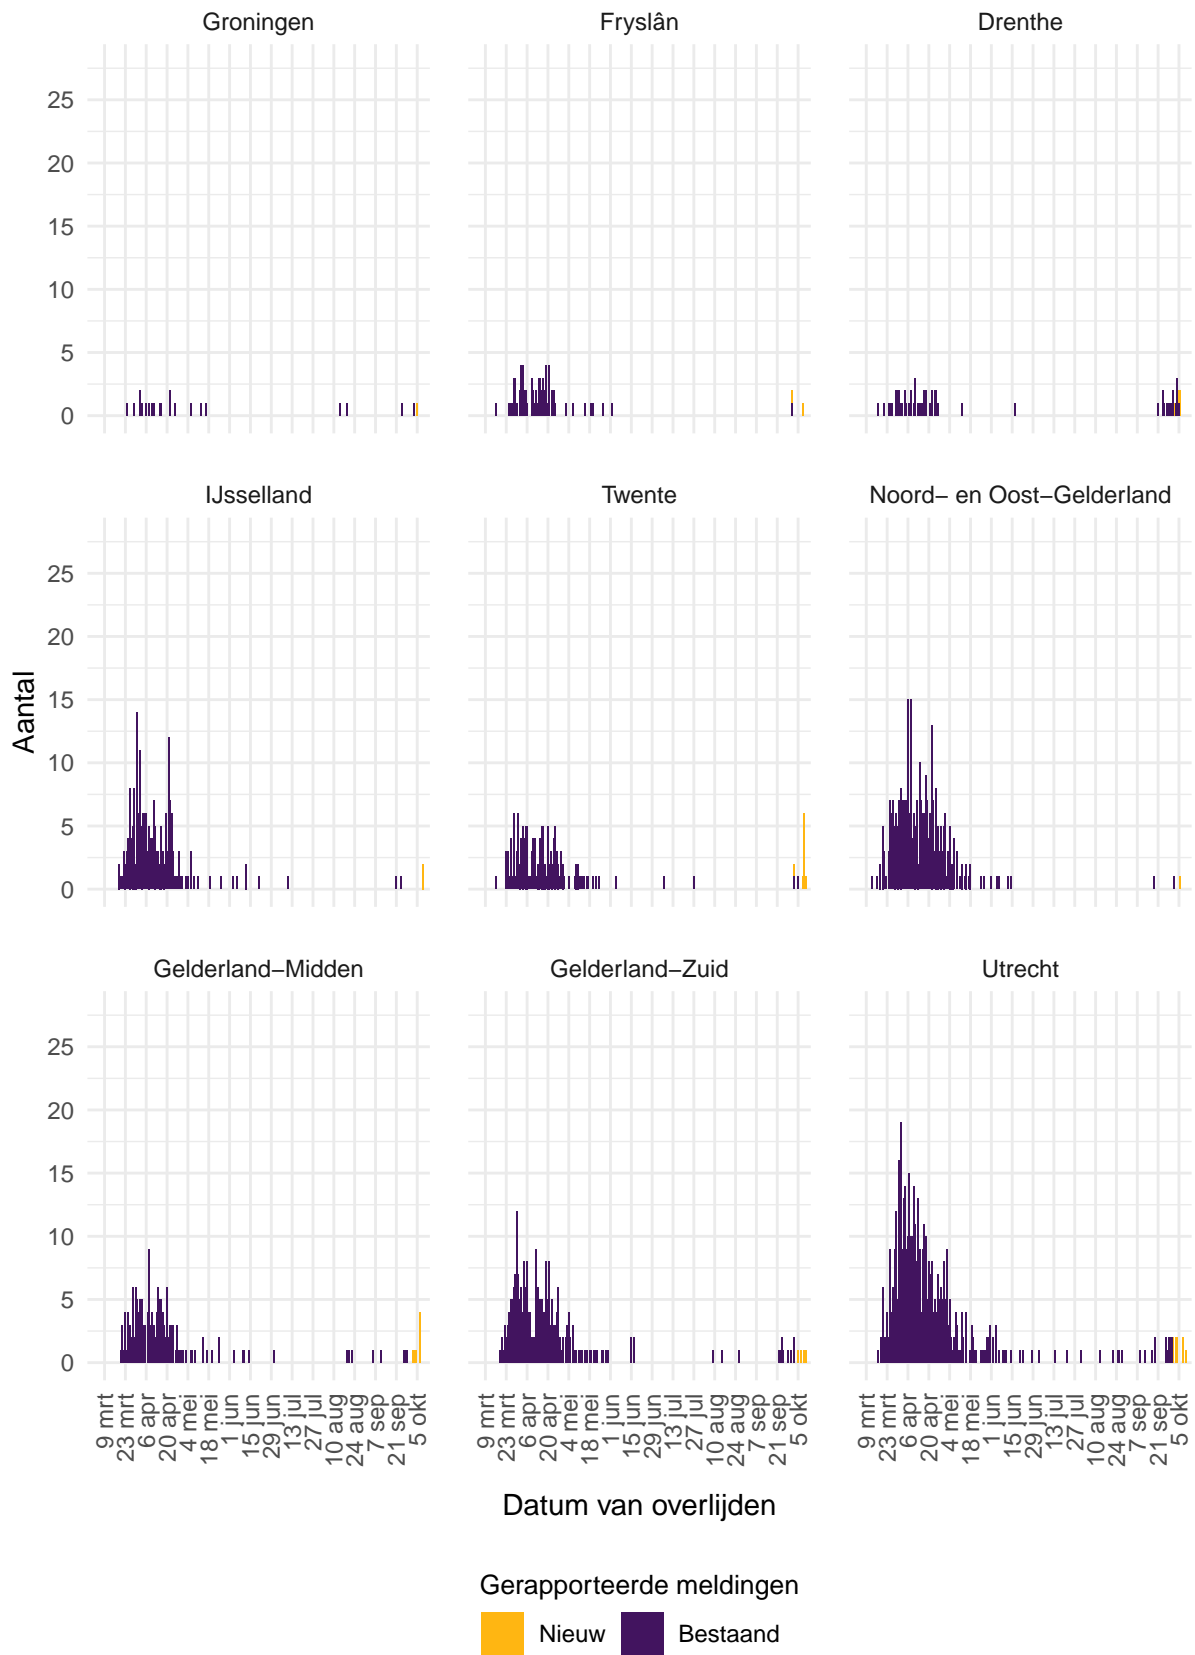 Groningen Fryslân Drenthe
25
20
15
10
5
0
IJsselland Twente Noord− en Oost−Gelderland
25
20
15
10
5
0
Aantal
Gelderland−Midden Gelderland−Zuid Utrecht
25
20
15
10
5
0
9 mrt 23 mrt 6 apr 20 apr 4 mei 18 mei 1 jun 15 jun 29 jun 13 jul 27 jul 10 aug 24 aug 7 sep 21 sep 5 okt 9 mrt 23 mrt 6 apr 20 apr 4 mei 18 mei 1 jun 15 jun 29 jun 13 jul 27 jul 10 aug 24 aug 7 sep 21 sep 5 okt 9 mrt 23 mrt 6 apr 20 apr 4 mei 18 mei 1 jun 15 jun 29 jun 13 jul 27 jul 10 aug 24 aug 7 sep 21 sep 5 okt
Datum van overlijden
Gerapporteerde meldingen
Nieuw Bestaand